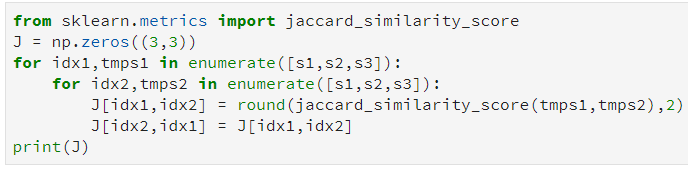 from sklearn.metrics import jaccard_similarity_score
J = np.zeros((3,3))
for idx1,tmps1 in enumerate([s1,s2,s3]):
    for idx2,tmps2 in enumerate([s1,s2,s3]):
        J[idx1,idx2] = round(jaccard_similarity_score(tmps1,tmps2),2)
        J[idx2,idx1] = J[idx1,idx2]
print(J)